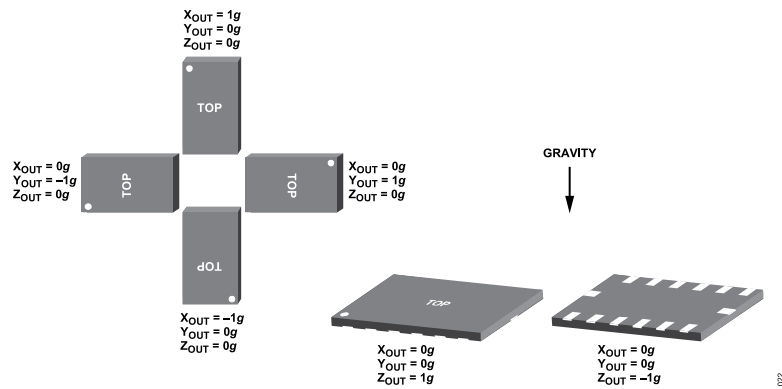 XOUT = 1g
YOUT = 0g
ZOUT = 0g
TOP
XOUT = 0g
YOUT = –1g
ZOUT = 0g
TOP
TOP
XOUT = 0g
YOUT = 1g
ZOUT = 0g
GRAVITY
TOP
XOUT = –1g
YOUT = 0g
ZOUT = 0g
TOP
XOUT = 0g
YOUT = 0g
ZOUT = 1g
XOUT = 0g
YOUT = 0g
ZOUT = –1g